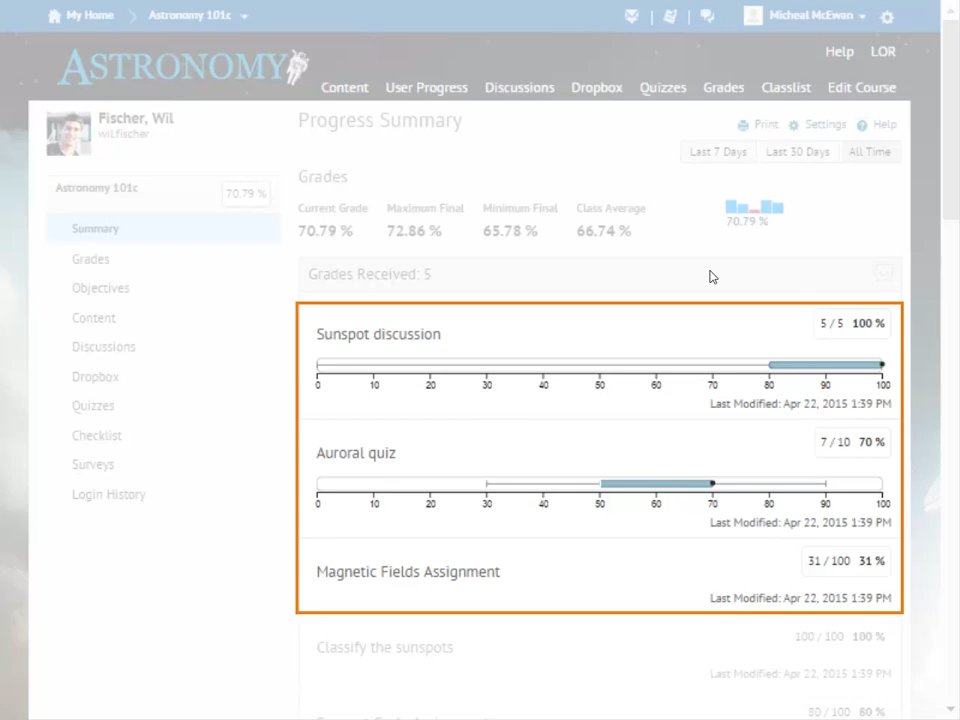 My Home Astronomy 101c Micheal McEwan
Help LOR
ASTRONOMY
Content User Progress Discussions Dropbox Quizzes Grades Classlist Edit Course
Fischer, Wil
wil.fischer
Progress Summary
Print Settings Help
Last 7 Days Last 30 Days All Time
Astronomy 101c 70.79 %
Summary
Grades
Objectives
Content
Discussions
Dropbox
Quizzes
Checklist
Surveys
Login History
Grades
Current Grade Maximum Final Minimum Final Class Average
70.79 % 72.86 % 65.78 % 66.74 %
70.79 %
Grades Received: 5
Sunspot discussion 5 / 5 100 %
0 10 20 30 40 50 60 70 80 90 100
Last Modified: Apr 22, 2015 1:39 PM
Auroral quiz 7 / 10 70 %
0 10 20 30 40 50 60 70 80 90 100
Last Modified: Apr 22, 2015 1:39 PM
Magnetic Fields Assignment 31 / 100 31 %
Last Modified: Apr 22, 2015 1:39 PM
Classify the sunspots 100 / 100 100 %
Last Modified: Apr 22, 2015 1:39 PM
80 / 100 80 %